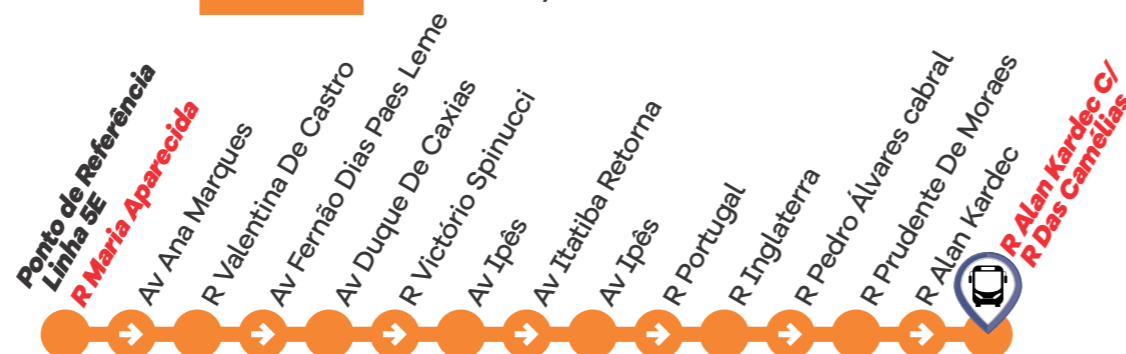 Ponto de Referência
Linha 5E
R Maria Aparecida
Av Ana Marques
R Valentina De Castro
Av Fernão Dias Paes Leme
Av Duque De Caxias
R Victório Spinucci
Av Ipês
Av Itatiba Retorna
Av Ipês
R Portugal
R Inglaterra
R Pedro Álvares cabral
R Prudente De Moraes
R Alan Kardec
R Alan Kardec C/
R Das Camélias